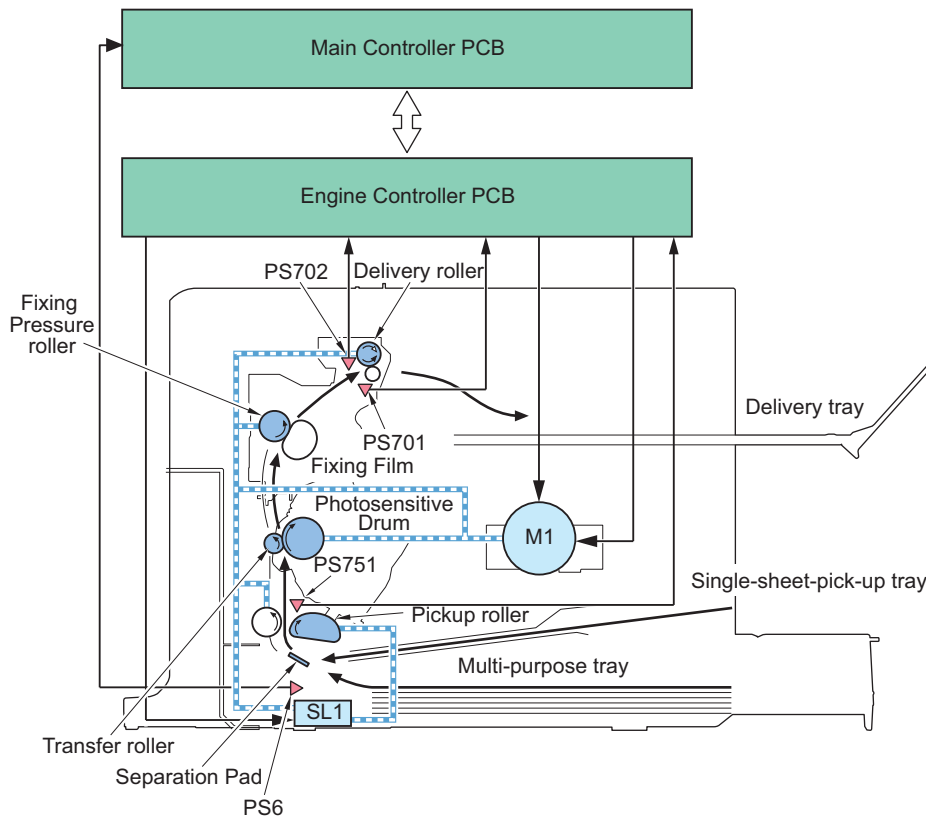 Main Controller PCB
Engine Controller PCB
PS702
Delivery roller
Fixing
Pressure
roller
Delivery tray
PS701
Fixing Film
Photosensitive
Drum
M1
PS751
Single-sheet-pick-up tray
Pickup roller
Multi-purpose tray
SL1
Transfer roller
Separation Pad
PS6